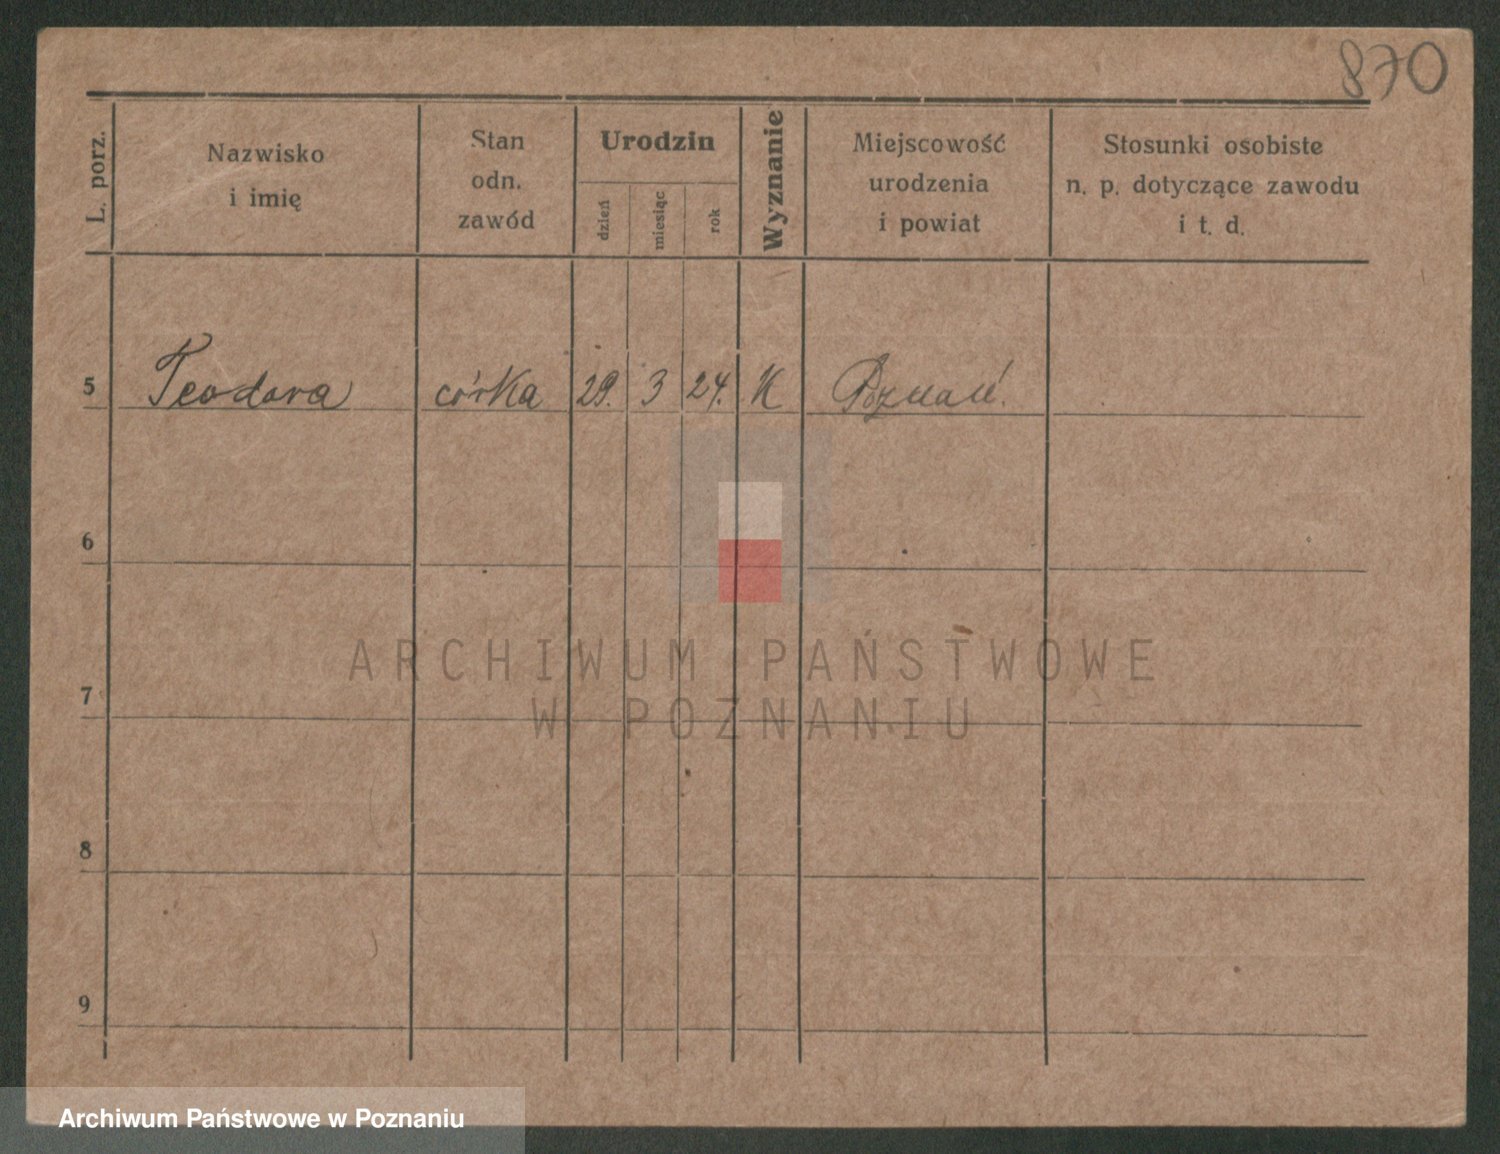 870
L. porz.
Nazwisko
i imię
Stan
odn.
zawód
Urodzin
dzień
miesiąc
rok
Wyznanie
Miejscowość
urodzenia
i powiat
Stosunki osobiste
n. p. dotyczące zawodu
i t. d.
5 Teodora córka 29. 3 24. K Poznań.
6
7
8
9
ARCHIWUM PAŃSTWOWE
W POZNANIU
Archiwum Państwowe w Poznaniu